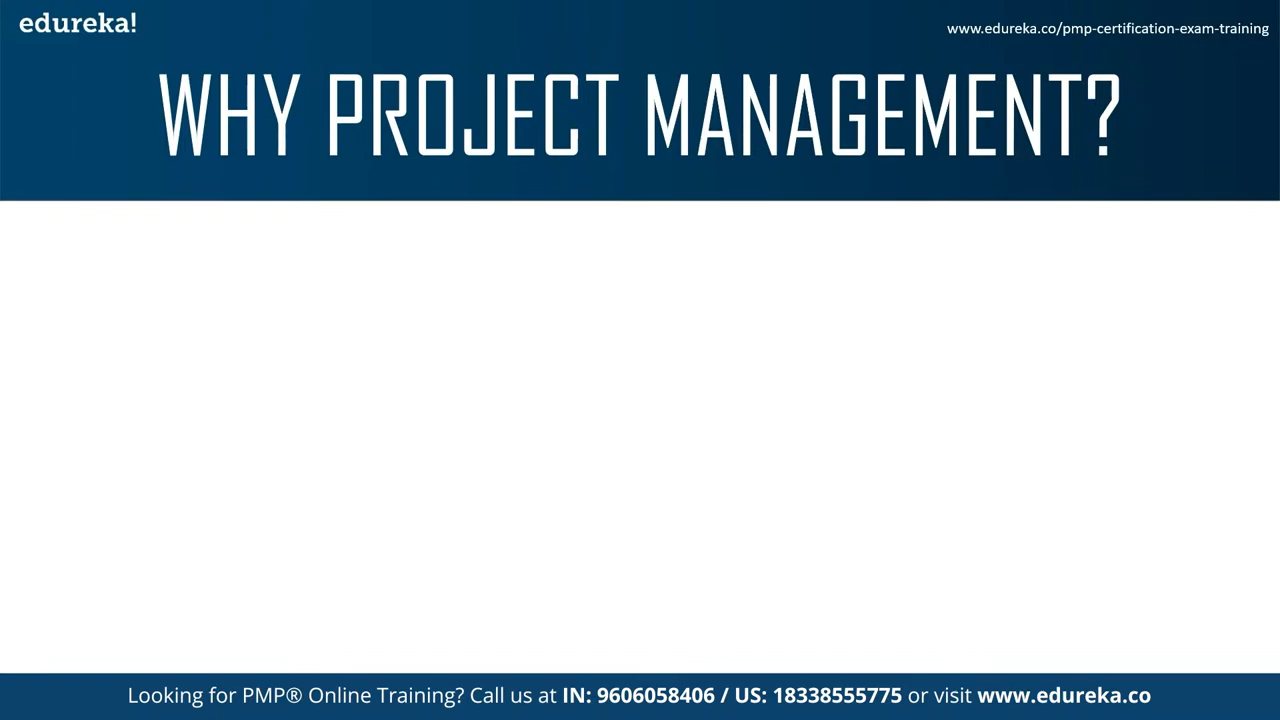 edureka!
www.edureka.co/pmp-certification-exam-training
WHY PROJECT MANAGEMENT?
Looking for PMP® Online Training? Call us at IN: 9606058406 / US: 18338555775 or visit www.edureka.co